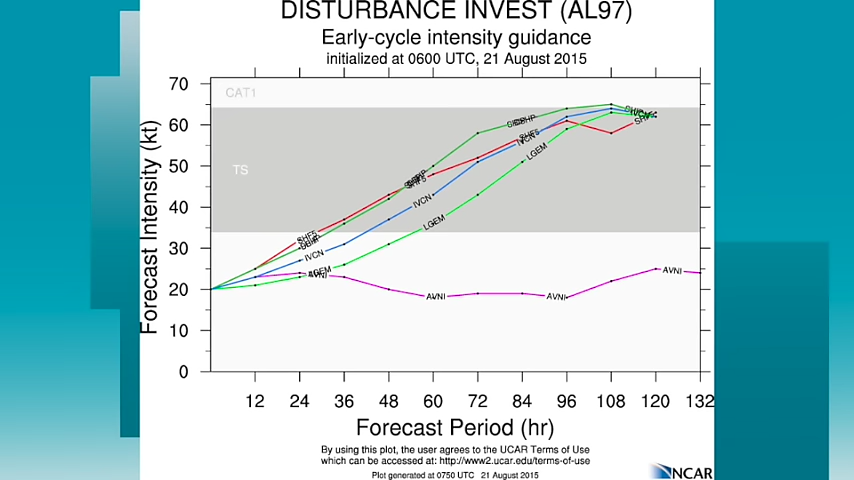 DISTURBANCE INVEST (AL97)
Early-cycle intensity guidance
initialized at 0600 UTC, 21 August 2015
Forecast Intensity (kt)
70
60
50
40
30
20
10
0
CAT1
TS
SHF5
IVCN
LGEM
AVNI
SHF5
IVCN
LGEM
AVNI
SHF5
IVCN
LGEM
AVNI
AVNI
12 24 36 48 60 72 84 96 108 120 132
Forecast Period (hr)
By using this plot, the user agrees to the UCAR Terms of Use
which can be accessed at: http://www2.ucar.edu/terms-of-use
Plot generated at 0750 UTC 21 August 2015
NCAR